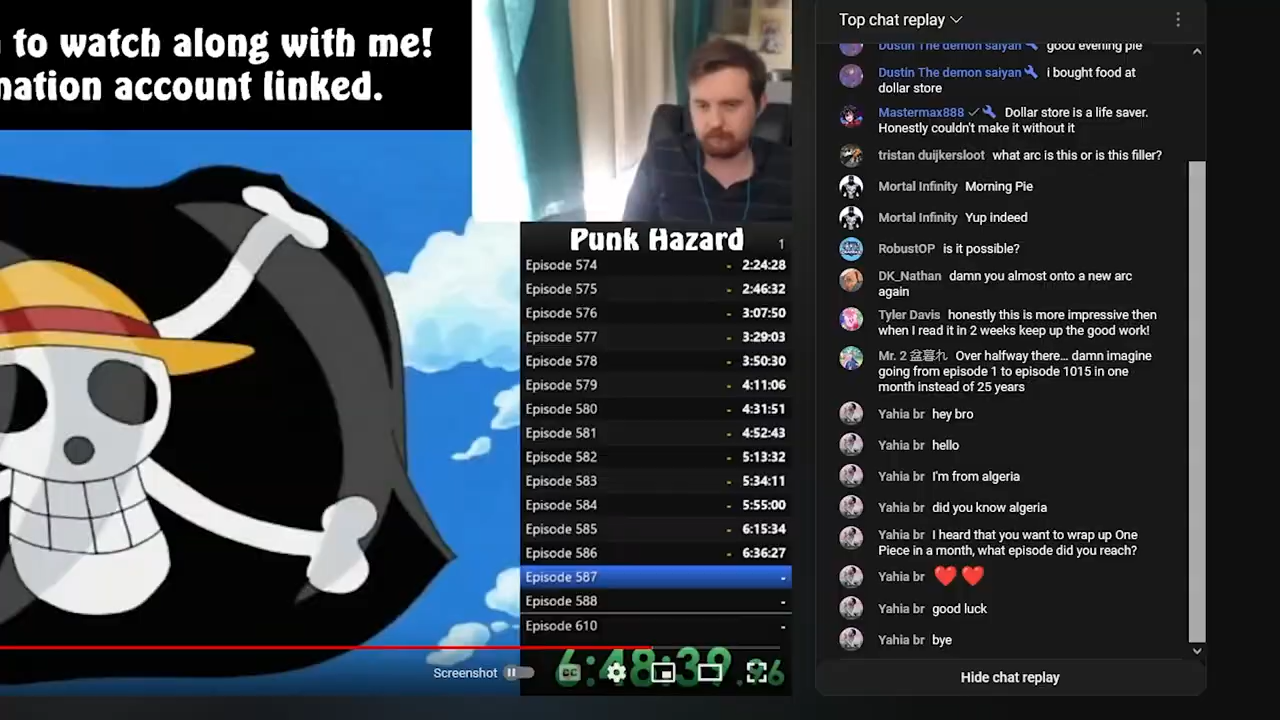 to watch along with me!
nation account linked.
Punk Hazard 1
Episode 574 - 2:24:28
Episode 575 - 2:46:32
Episode 576 - 3:07:50
Episode 577 - 3:29:03
Episode 578 - 3:50:30
Episode 579 - 4:11:06
Episode 580 - 4:31:51
Episode 581 - 4:52:43
Episode 582 - 5:13:32
Episode 583 - 5:34:11
Episode 584 - 5:55:00
Episode 585 - 6:15:34
Episode 586 - 6:36:27
Episode 587 -
Episode 588 -
Episode 610 -
6:48:39.96
Screenshot
CC
Top chat replay
Dustin The demon saiyan good evening pie
Dustin The demon saiyan i bought food at
dollar store
Mastermax888 Dollar store is a life saver.
Honestly couldn't make it without it
tristan duijkersloot what arc is this or is this filler?
Mortal Infinity Morning Pie
Mortal Infinity Yup indeed
RobustOP is it possible?
DK_Nathan damn you almost onto a new arc
again
Tyler Davis honestly this is more impressive then
when I read it in 2 weeks keep up the good work!
Mr. 2 盆暮れ Over halfway there... damn imagine
going from episode 1 to episode 1015 in one
month instead of 25 years
Yahia br hey bro
Yahia br hello
Yahia br I'm from algeria
Yahia br did you know algeria
Yahia br I heard that you want to wrap up One
Piece in a month, what episode did you reach?
Yahia br ❤️❤️
Yahia br good luck
Yahia br bye
Hide chat replay